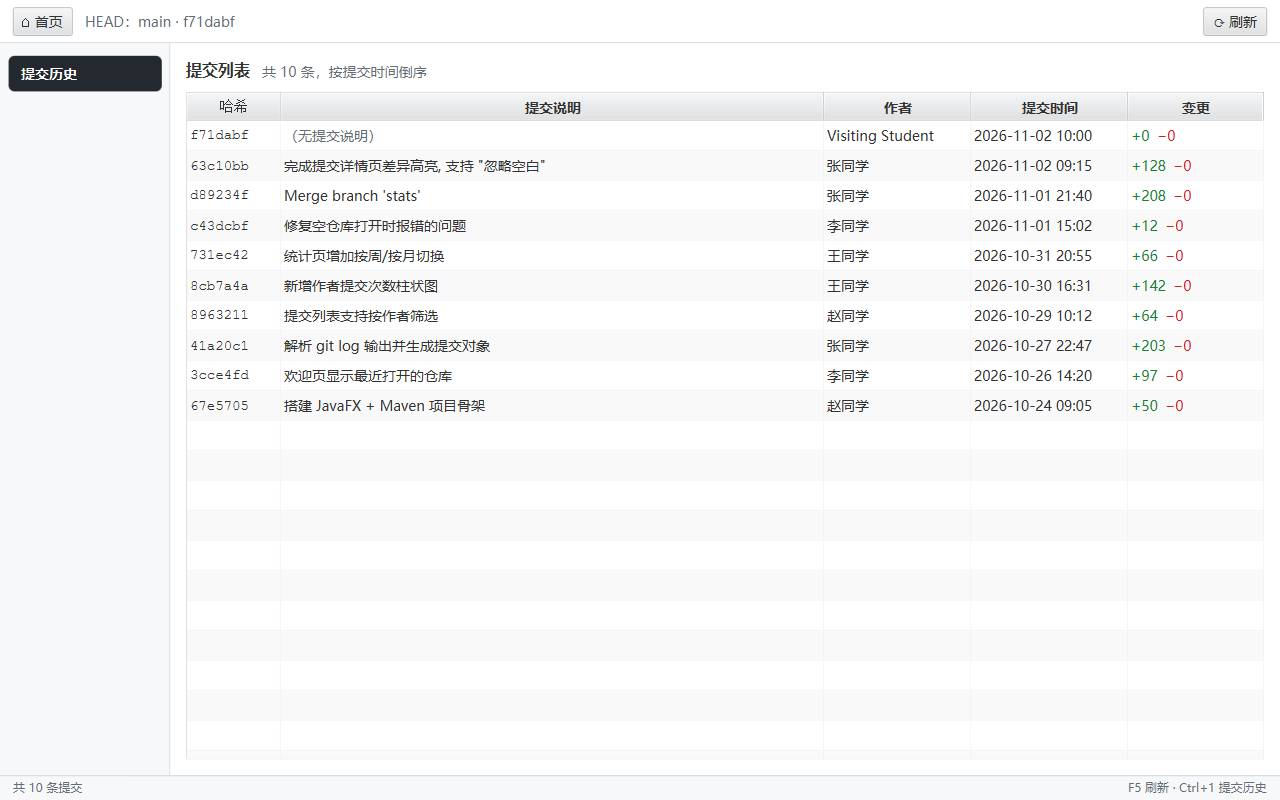 ⌂ 首页 HEAD：main · f71dabf ⟳ 刷新
提交历史
提交列表 共 10 条，按提交时间倒序
哈希 提交说明 作者 提交时间 变更
f71dabf （无提交说明） Visiting Student 2026-11-02 10:00 +0 −0
63c10bb 完成提交详情页差异高亮, 支持 "忽略空白" 张同学 2026-11-02 09:15 +128 −0
d89234f Merge branch 'stats' 张同学 2026-11-01 21:40 +208 −0
c43dcbf 修复空仓库打开时报错的问题 李同学 2026-11-01 15:02 +12 −0
731ec42 统计页增加按周/按月切换 王同学 2026-10-31 20:55 +66 −0
8cb7a4a 新增作者提交次数柱状图 王同学 2026-10-30 16:31 +142 −0
8963211 提交列表支持按作者筛选 赵同学 2026-10-29 10:12 +64 −0
41a20c1 解析 git log 输出并生成提交对象 张同学 2026-10-27 22:47 +203 −0
3cce4fd 欢迎页显示最近打开的仓库 李同学 2026-10-26 14:20 +97 −0
67e5705 搭建 JavaFX + Maven 项目骨架 赵同学 2026-10-24 09:05 +50 −0
共 10 条提交 F5 刷新 · Ctrl+1 提交历史